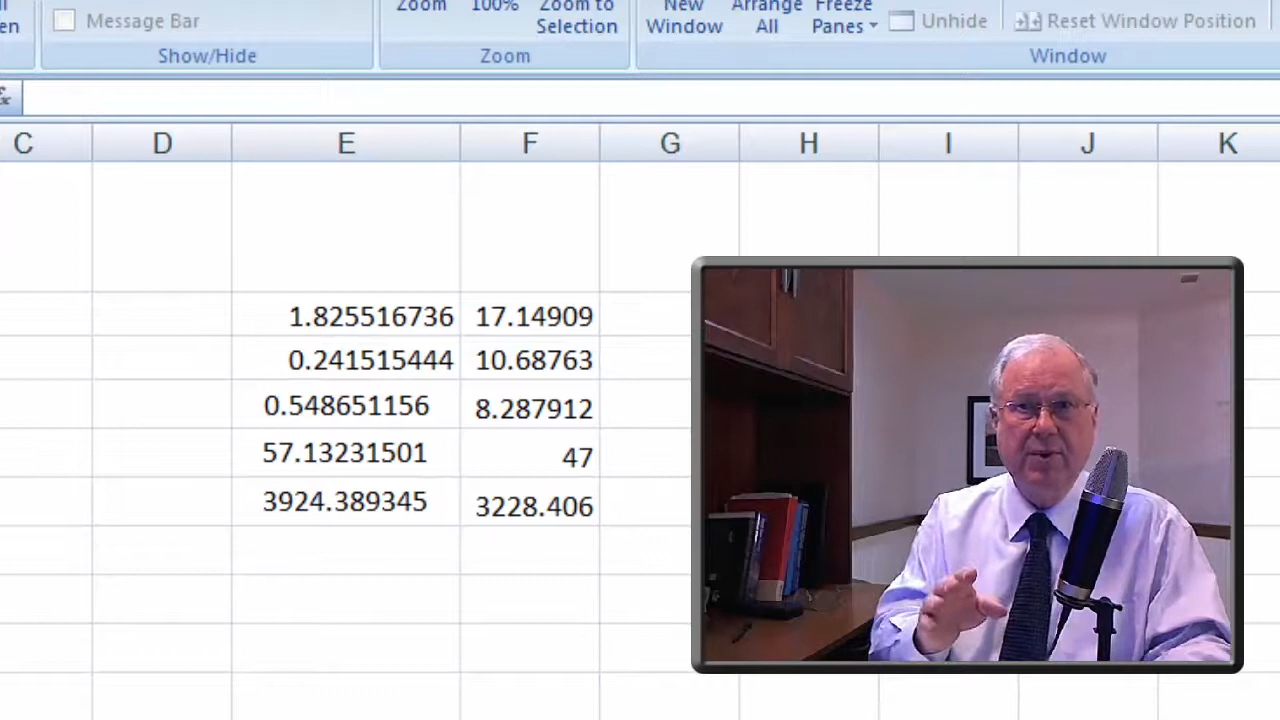 Zoom 100% Zoom to New Arrange Freeze
Message Bar Selection Window All Panes Unhide Reset Window Position
Show/Hide Zoom Window
fx
C D E F G H I J K
1.825516736 17.14909
0.241515444 10.68763
0.548651156 8.287912
57.13231501 47
3924.389345 3228.406